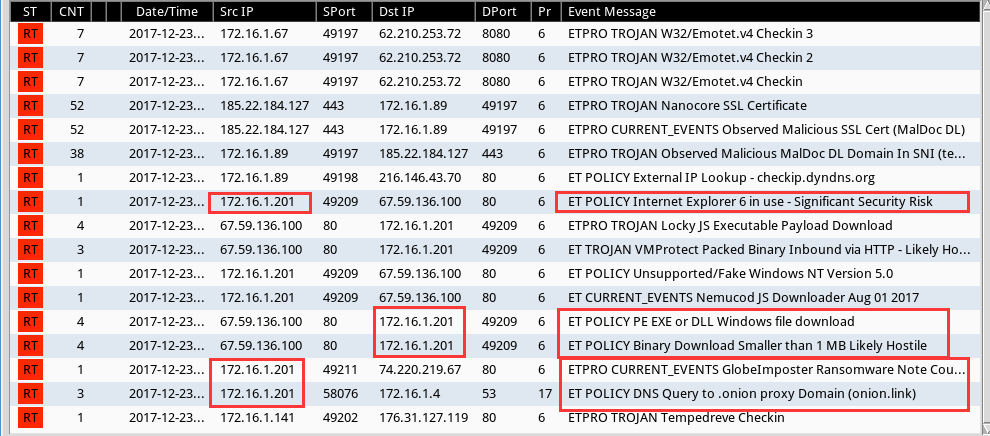 ST CNT Date/Time Src IP SPort Dst IP DPort Pr Event Message
RT 7 2017-12-23... 172.16.1.67 49197 62.210.253.72 8080 6 ETPRO TROJAN W32/Emotet.v4 Checkin 3
RT 7 2017-12-23... 172.16.1.67 49197 62.210.253.72 8080 6 ETPRO TROJAN W32/Emotet.v4 Checkin 2
RT 7 2017-12-23... 172.16.1.67 49197 62.210.253.72 8080 6 ETPRO TROJAN W32/Emotet.v4 Checkin
RT 52 2017-12-23... 185.22.184.127 443 172.16.1.89 49197 6 ETPRO TROJAN Nanocore SSL Certificate
RT 52 2017-12-23... 185.22.184.127 443 172.16.1.89 49197 6 ETPRO CURRENT_EVENTS Observed Malicious SSL Cert (MalDoc DL)
RT 38 2017-12-23... 172.16.1.89 49197 185.22.184.127 443 6 ETPRO TROJAN Observed Malicious MalDoc DL Domain In SNI (te...
RT 1 2017-12-23... 172.16.1.89 49198 216.146.43.70 80 6 ET POLICY External IP Lookup - checkip.dyndns.org
RT 1 2017-12-23... 172.16.1.201 49209 67.59.136.100 80 6 ET POLICY Internet Explorer 6 in use - Significant Security Risk
RT 4 2017-12-23... 67.59.136.100 80 172.16.1.201 49209 6 ETPRO TROJAN Locky JS Executable Payload Download
RT 3 2017-12-23... 67.59.136.100 80 172.16.1.201 49209 6 ET TROJAN VMProtect Packed Binary Inbound via HTTP - Likely Ho...
RT 1 2017-12-23... 172.16.1.201 49209 67.59.136.100 80 6 ET POLICY Unsupported/Fake Windows NT Version 5.0
RT 1 2017-12-23... 172.16.1.201 49209 67.59.136.100 80 6 ET CURRENT_EVENTS Nemucod JS Downloader Aug 01 2017
RT 4 2017-12-23... 67.59.136.100 80 172.16.1.201 49209 6 ET POLICY PE EXE or DLL Windows file download
RT 4 2017-12-23... 67.59.136.100 80 172.16.1.201 49209 6 ET POLICY Binary Download Smaller than 1 MB Likely Hostile
RT 1 2017-12-23... 172.16.1.201 49211 74.220.219.67 80 6 ETPRO CURRENT_EVENTS GlobeImposter Ransomware Note Cou...
RT 3 2017-12-23... 172.16.1.201 58076 172.16.1.4 53 17 ET POLICY DNS Query to .onion proxy Domain (onion.link)
RT 1 2017-12-23... 172.16.1.141 49202 176.31.127.119 80 6 ETPRO TROJAN Tempedreve Checkin